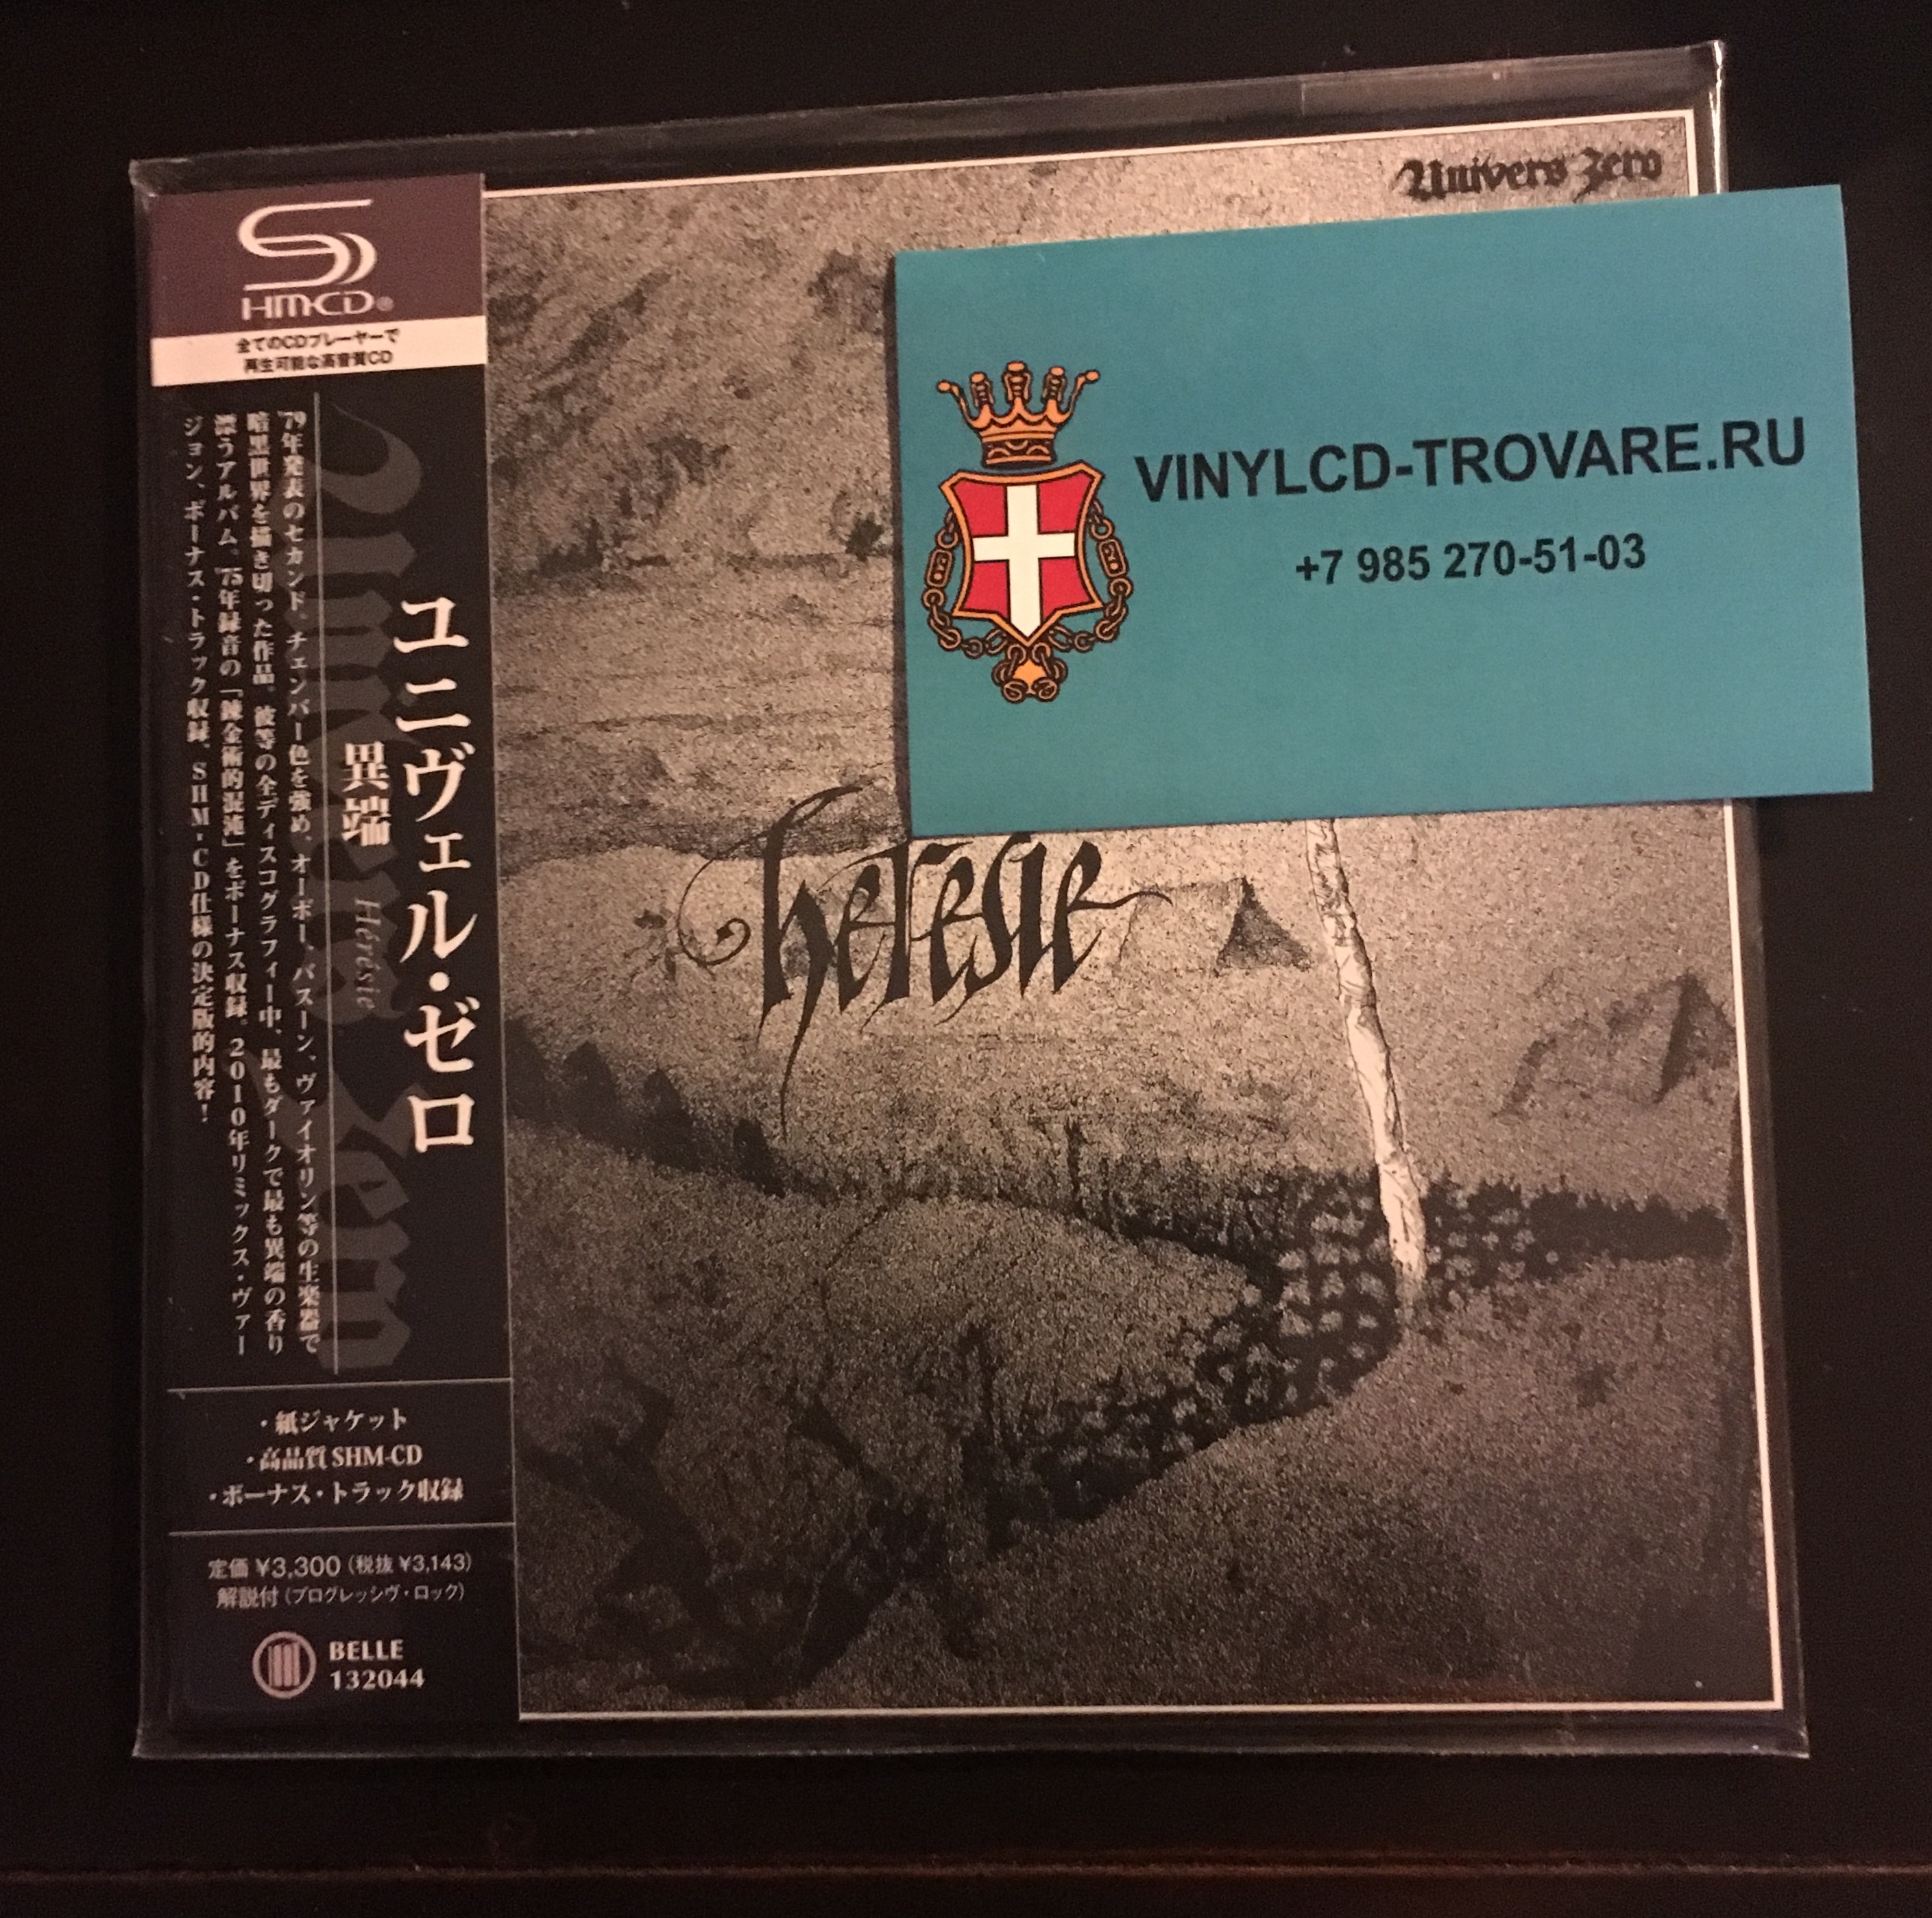 Univers Zero
SHM-CD®
全てのCDプレーヤーで
再生可能な高音質CD
VINYLCD-TROVARE.RU
+7 985 270-51-03
heresie
ユニヴェル・ゼロ
異端 Hérésie
Univers Zero
'79年発表のセカンド。チェンバー色を強め、オーボー、バスーン、ヴァイオリン等の生楽器で
暗黒世界を描き切った作品。彼等の全ディスコグラフィー中、最もダークで最も異端の香り
漂うアルバム。'75年録音の「錬金術的混沌」をボーナス収録。2010年リミックス・ヴァー
ジョン、ボーナス・トラック収録、SHM-CD仕様の決定版的内容！
・紙ジャケット
・高品質SHM-CD
・ボーナス・トラック収録
定価 ¥3,300（税抜 ¥3,143）
解説付（プログレッシヴ・ロック）
BELLE
132044